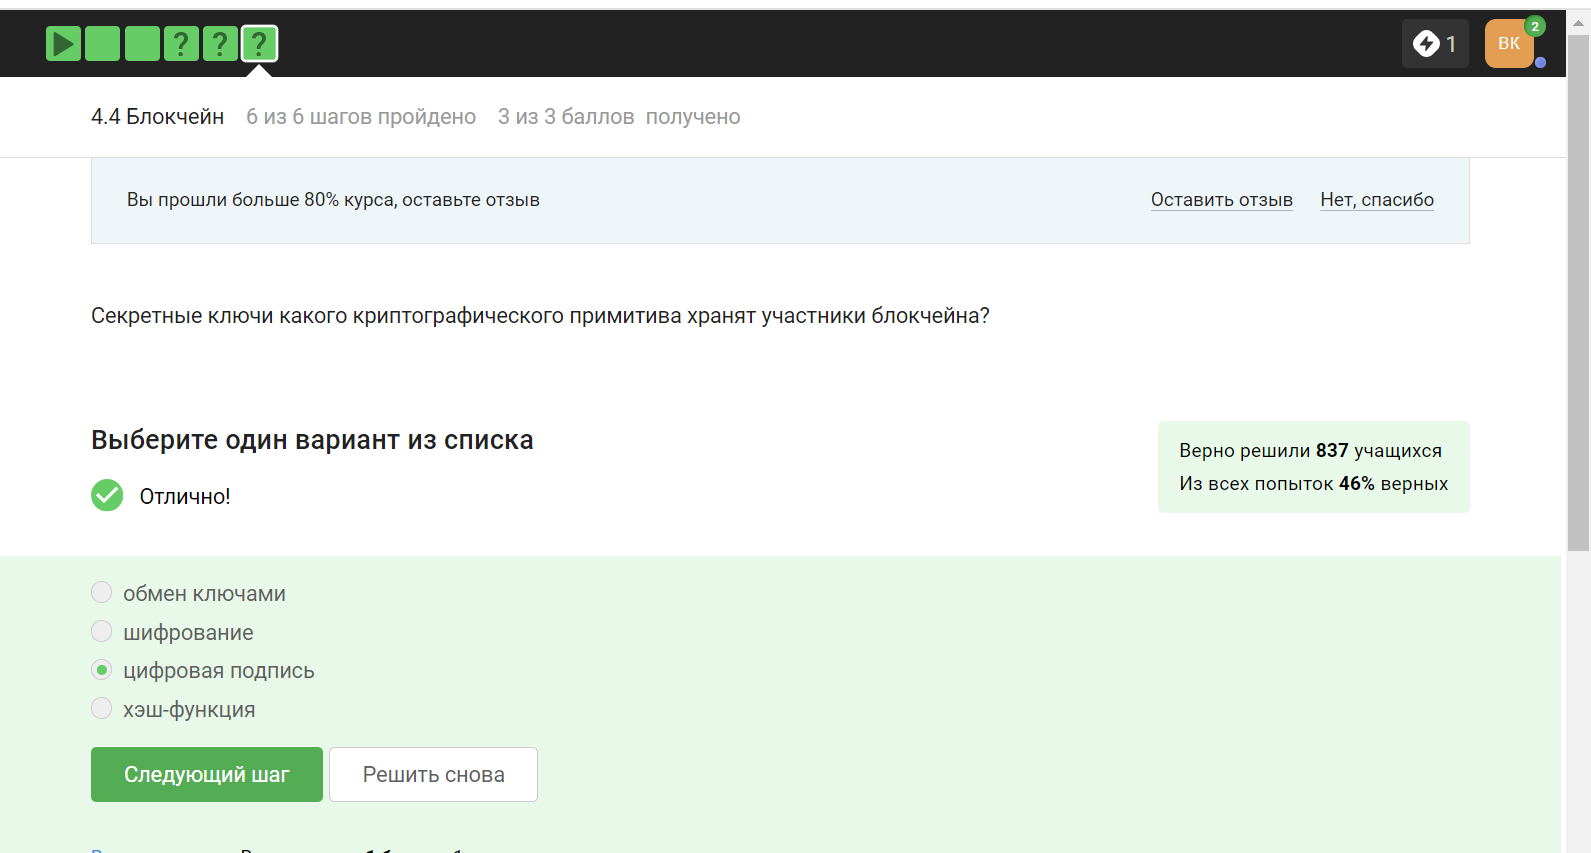 ? ? ?
1
ВК
2
4.4 Блокчейн 6 из 6 шагов пройдено 3 из 3 баллов получено
Вы прошли больше 80% курса, оставьте отзыв Оставить отзыв Нет, спасибо
Секретные ключи какого криптографического примитива хранят участники блокчейна?
Выберите один вариант из списка
Верно решили 837 учащихся
Из всех попыток 46% верных
Отлично!
обмен ключами
шифрование
цифровая подпись
хэш-функция
Следующий шаг Решить снова